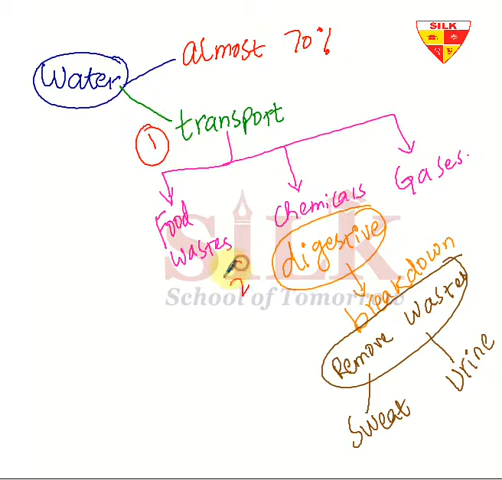 SILK
almost 70%
Water
transport
1
Gases.
Chemicals
Food
wastes
digestive
SILK
2
School of Tomorrow
breakdown
Remove Wastes
Urine
Sweat